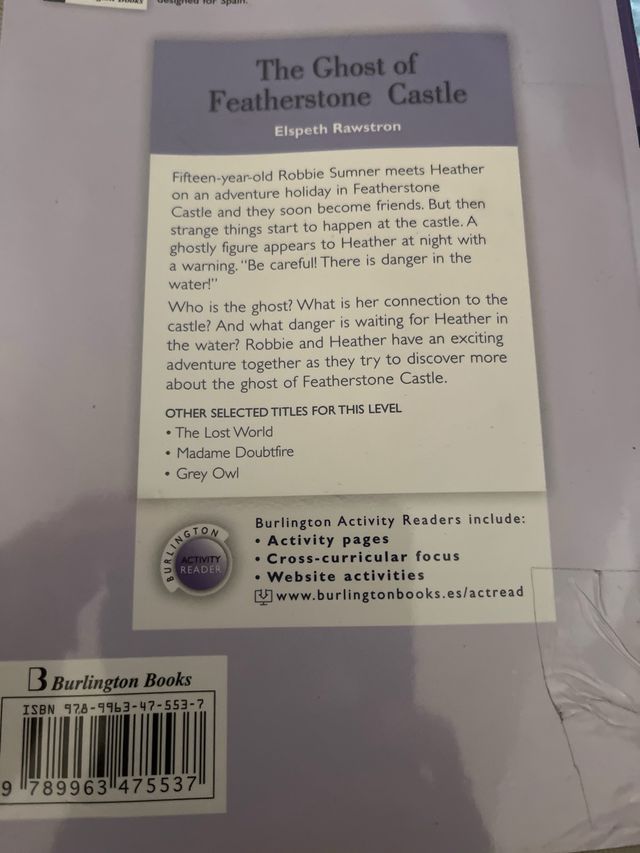 Books
designed for Spain.
The Ghost of
Featherstone Castle
Elspeth Rawstron
Fifteen-year-old Robbie Sumner meets Heather
on an adventure holiday in Featherstone
Castle and they soon become friends. But then
strange things start to happen at the castle. A
ghostly figure appears to Heather at night with
a warning. "Be careful! There is danger in the
water!"
Who is the ghost? What is her connection to the
castle? And what danger is waiting for Heather in
the water? Robbie and Heather have an exciting
adventure together as they try to discover more
about the ghost of Featherstone Castle.
OTHER SELECTED TITLES FOR THIS LEVEL
• The Lost World
• Madame Doubtfire
• Grey Owl
BURLINGTON
ACTIVITY
READER
Burlington Activity Readers include:
• Activity pages
• Cross-curricular focus
• Website activities
www.burlingtonbooks.es/actread
B Burlington Books
ISBN 978-9963-47-553-7
9 789963 475537